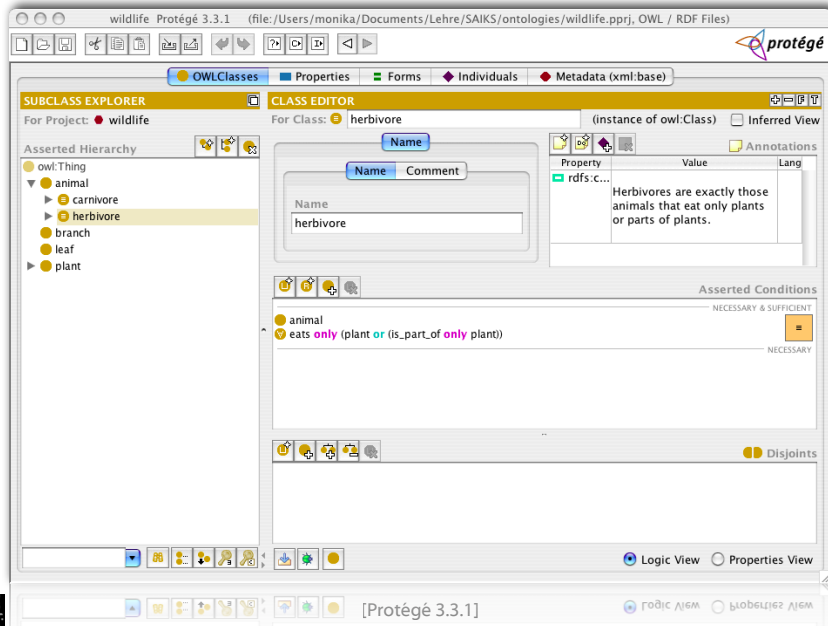 wildlife Protégé 3.3.1 (file:/Users/monika/Documents/Lehre/SAIKS/ontologies/wildlife.pprj, OWL / RDF Files)
protégé
OWLClasses Properties Forms Individuals Metadata (xml:base)
SUBCLASS EXPLORER
For Project: wildlife
Asserted Hierarchy
owl:Thing
animal
carnivore
herbivore
branch
leaf
plant
CLASS EDITOR
For Class: herbivore (instance of owl:Class) Inferred View
Name
Name Comment
Name
herbivore
Annotations
Property Value Lang
rdfs:c...
Herbivores are exactly those
animals that eat only plants
or parts of plants.
Asserted Conditions
NECESSARY & SUFFICIENT
animal
eats only (plant or (is_part_of only plant))
NECESSARY
Disjoints
Logic View Properties View
[Protégé 3.3.1]
Logic View Properties View